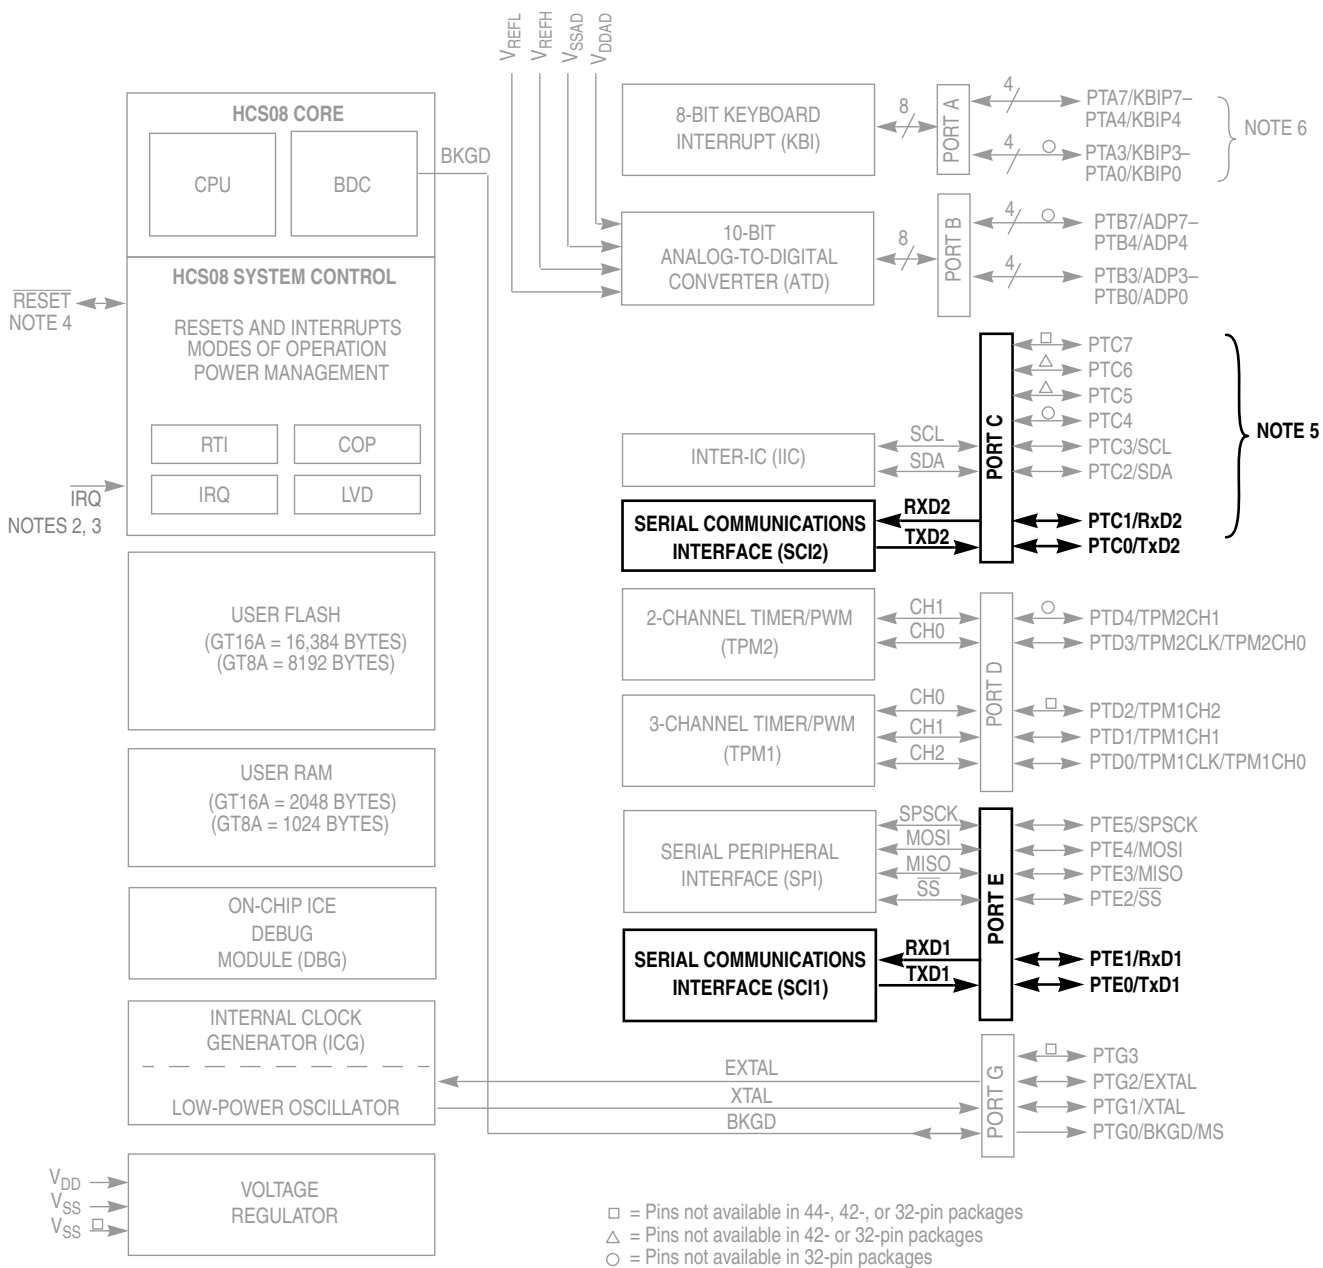 VREFL
VREFH
VSSAD
VDDAD
HCS08 CORE
CPU
BDC
BKGD
HCS08 SYSTEM CONTROL
RESETS AND INTERRUPTS
MODES OF OPERATION
POWER MANAGEMENT
RTI
COP
IRQ
LVD
RESET
NOTE 4
IRQ
NOTES 2, 3
USER FLASH
(GT16A = 16,384 BYTES)
(GT8A = 8192 BYTES)
USER RAM
(GT16A = 2048 BYTES)
(GT8A = 1024 BYTES)
ON-CHIP ICE
DEBUG
MODULE (DBG)
INTERNAL CLOCK
GENERATOR (ICG)
LOW-POWER OSCILLATOR
VDD
VSS
VSS
VOLTAGE
REGULATOR
8-BIT KEYBOARD
INTERRUPT (KBI)
8
PORT A
4
PTA7/KBIP7–
PTA4/KBIP4
4
PTA3/KBIP3–
PTA0/KBIP0
NOTE 6
10-BIT
ANALOG-TO-DIGITAL
CONVERTER (ATD)
8
PORT B
4
PTB7/ADP7–
PTB4/ADP4
4
PTB3/ADP3–
PTB0/ADP0
INTER-IC (IIC)
SCL
SDA
SERIAL COMMUNICATIONS
INTERFACE (SCI2)
RXD2
TXD2
PORT C
PTC7
PTC6
PTC5
PTC4
PTC3/SCL
PTC2/SDA
PTC1/RxD2
PTC0/TxD2
NOTE 5
2-CHANNEL TIMER/PWM
(TPM2)
CH1
CH0
3-CHANNEL TIMER/PWM
(TPM1)
CH0
CH1
CH2
PORT D
PTD4/TPM2CH1
PTD3/TPM2CLK/TPM2CH0
PTD2/TPM1CH2
PTD1/TPM1CH1
PTD0/TPM1CLK/TPM1CH0
SERIAL PERIPHERAL
INTERFACE (SPI)
SPSCK
MOSI
MISO
SS
SERIAL COMMUNICATIONS
INTERFACE (SCI1)
RXD1
TXD1
PORT E
PTE5/SPSCK
PTE4/MOSI
PTE3/MISO
PTE2/SS
PTE1/RxD1
PTE0/TxD1
EXTAL
XTAL
BKGD
PORT G
PTG3
PTG2/EXTAL
PTG1/XTAL
PTG0/BKGD/MS
□ = Pins not available in 44-, 42-, or 32-pin packages
△ = Pins not available in 42- or 32-pin packages
○ = Pins not available in 32-pin packages